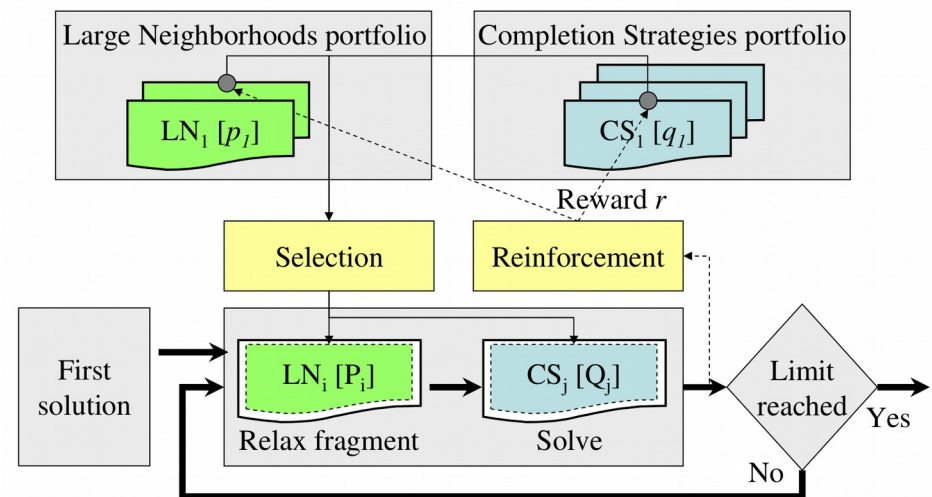 Large Neighborhoods portfolio
Completion Strategies portfolio
LN₁ [p₁]
CS₁ [q₁]
Reward r
Selection
Reinforcement
First
solution
LNᵢ [Pᵢ]
CSⱼ [Qⱼ]
Relax fragment
Solve
Limit
reached
Yes
No